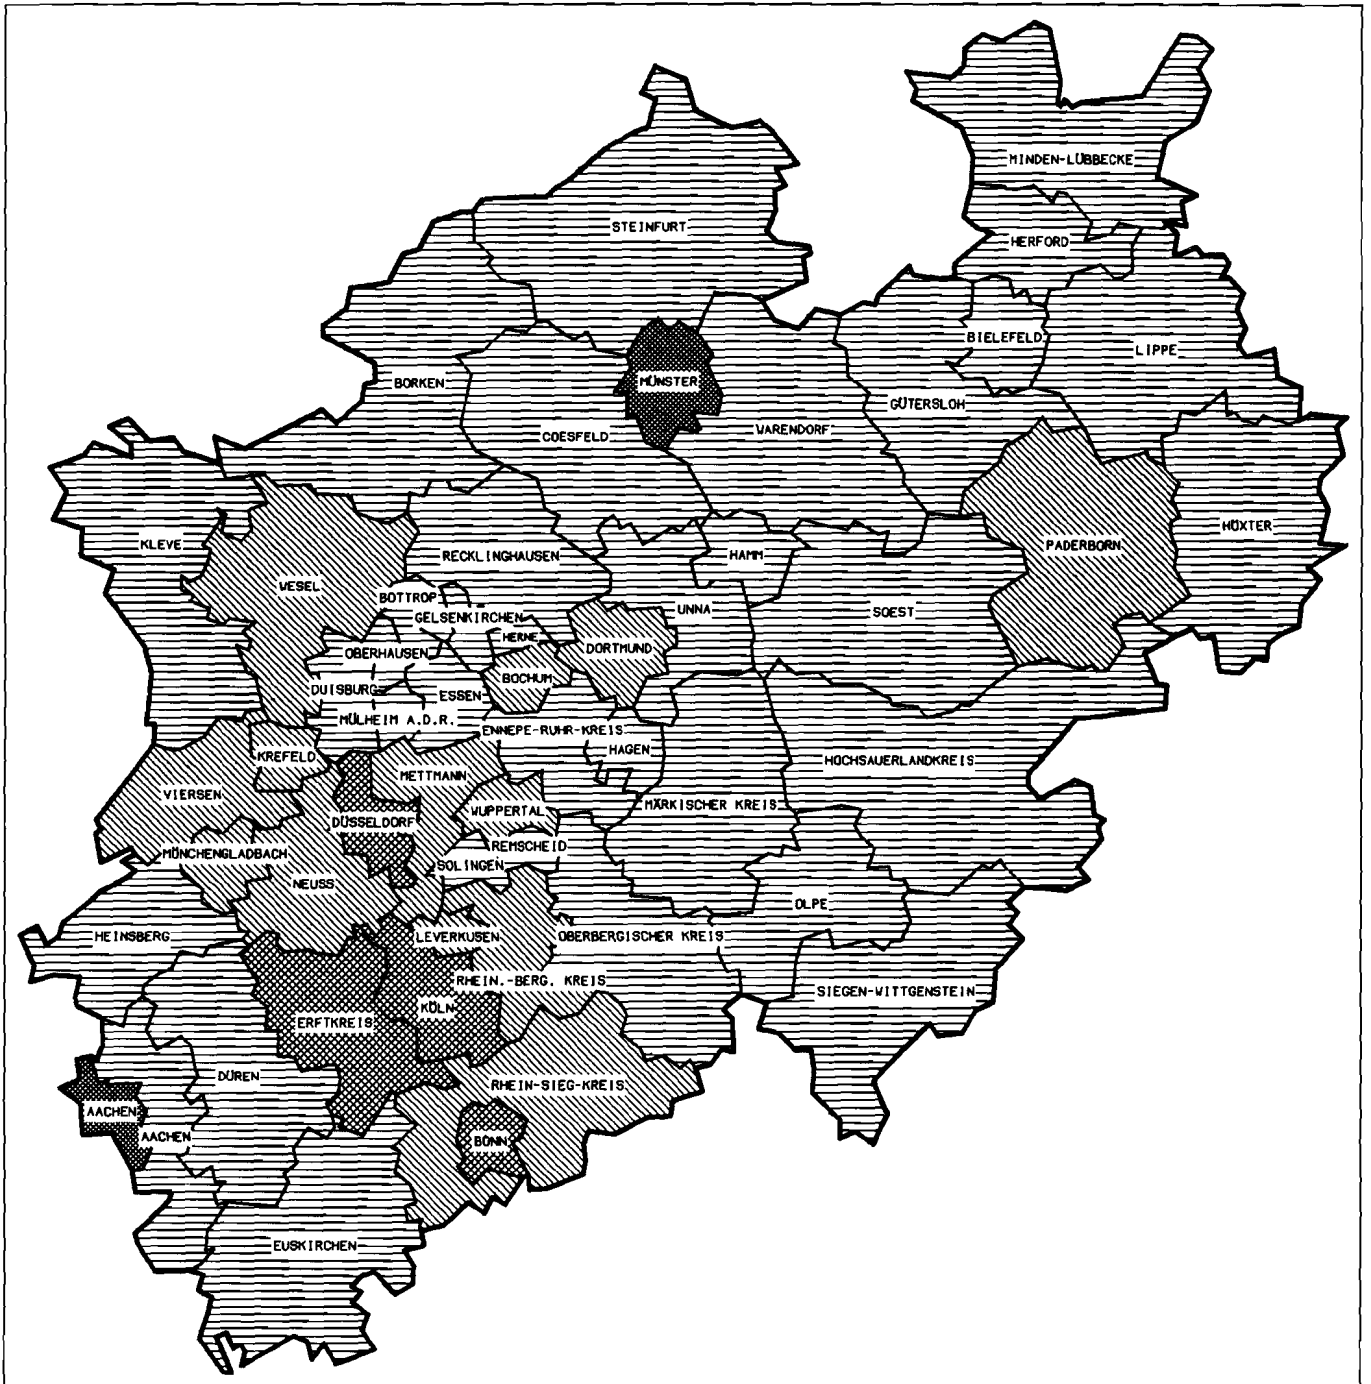 MINDEN-LÜBBECKE
STEINFURT
HERFORD
BIELEFELD
LIPPE
BORKEN
MÜNSTER
GÜTERSLOH
COESFELD
WARENDORF
HÖXTER
KLEVE
PADERBORN
RECKLINGHAUSEN
HAMM
WESEL
BOTTROP
UNNA
SOEST
GELSENKIRCHEN
HERNE
DORTMUND
OBERHAUSEN
BOCHUM
DUISBURG
ESSEN
MÜLHEIM A.D.R.
ENNEPE-RUHR-KREIS
HAGEN
KREFELD
HOCHSAUERLANDKREIS
METTMANN
VIERSEN
MÄRKISCHER KREIS
WUPPERTAL
DÜSSELDORF
REMSCHEID
MÖNCHENGLADBACH
SOLINGEN
NEUSS
OLPE
HEINSBERG
LEVERKUSEN
OBERBERGISCHER KREIS
RHEIN.-BERG. KREIS
SIEGEN-WITTGENSTEIN
KÖLN
ERFTKREIS
DÜREN
RHEIN-SIEG-KREIS
AACHEN
AACHEN
BONN
EUSKIRCHEN